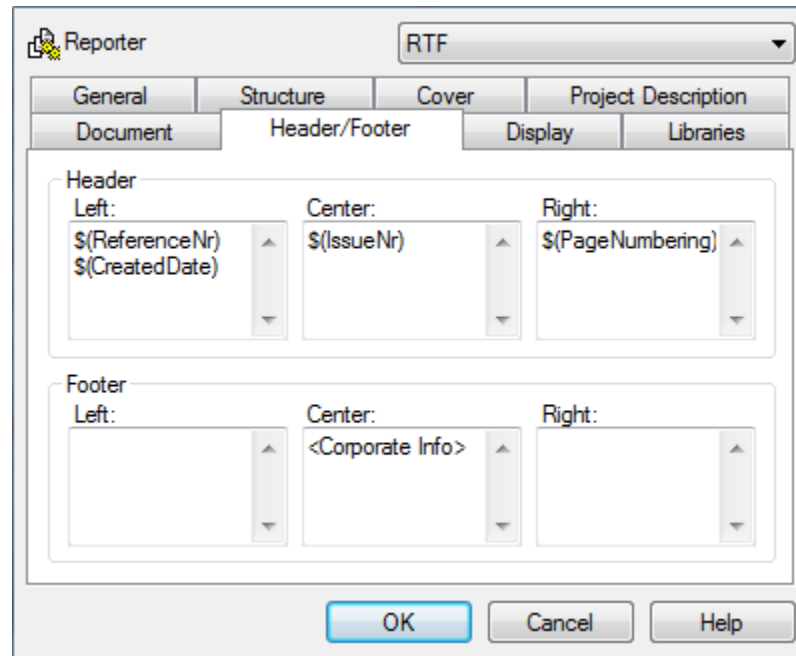 Reporter
RTF
General Structure Cover Project Description
Document Header/Footer Display Libraries
Header
Left: Center: Right:
$(ReferenceNr) $(IssueNr) $(PageNumbering)
$(CreatedDate)
Footer
Left: Center: Right:
<Corporate Info>
OK Cancel Help